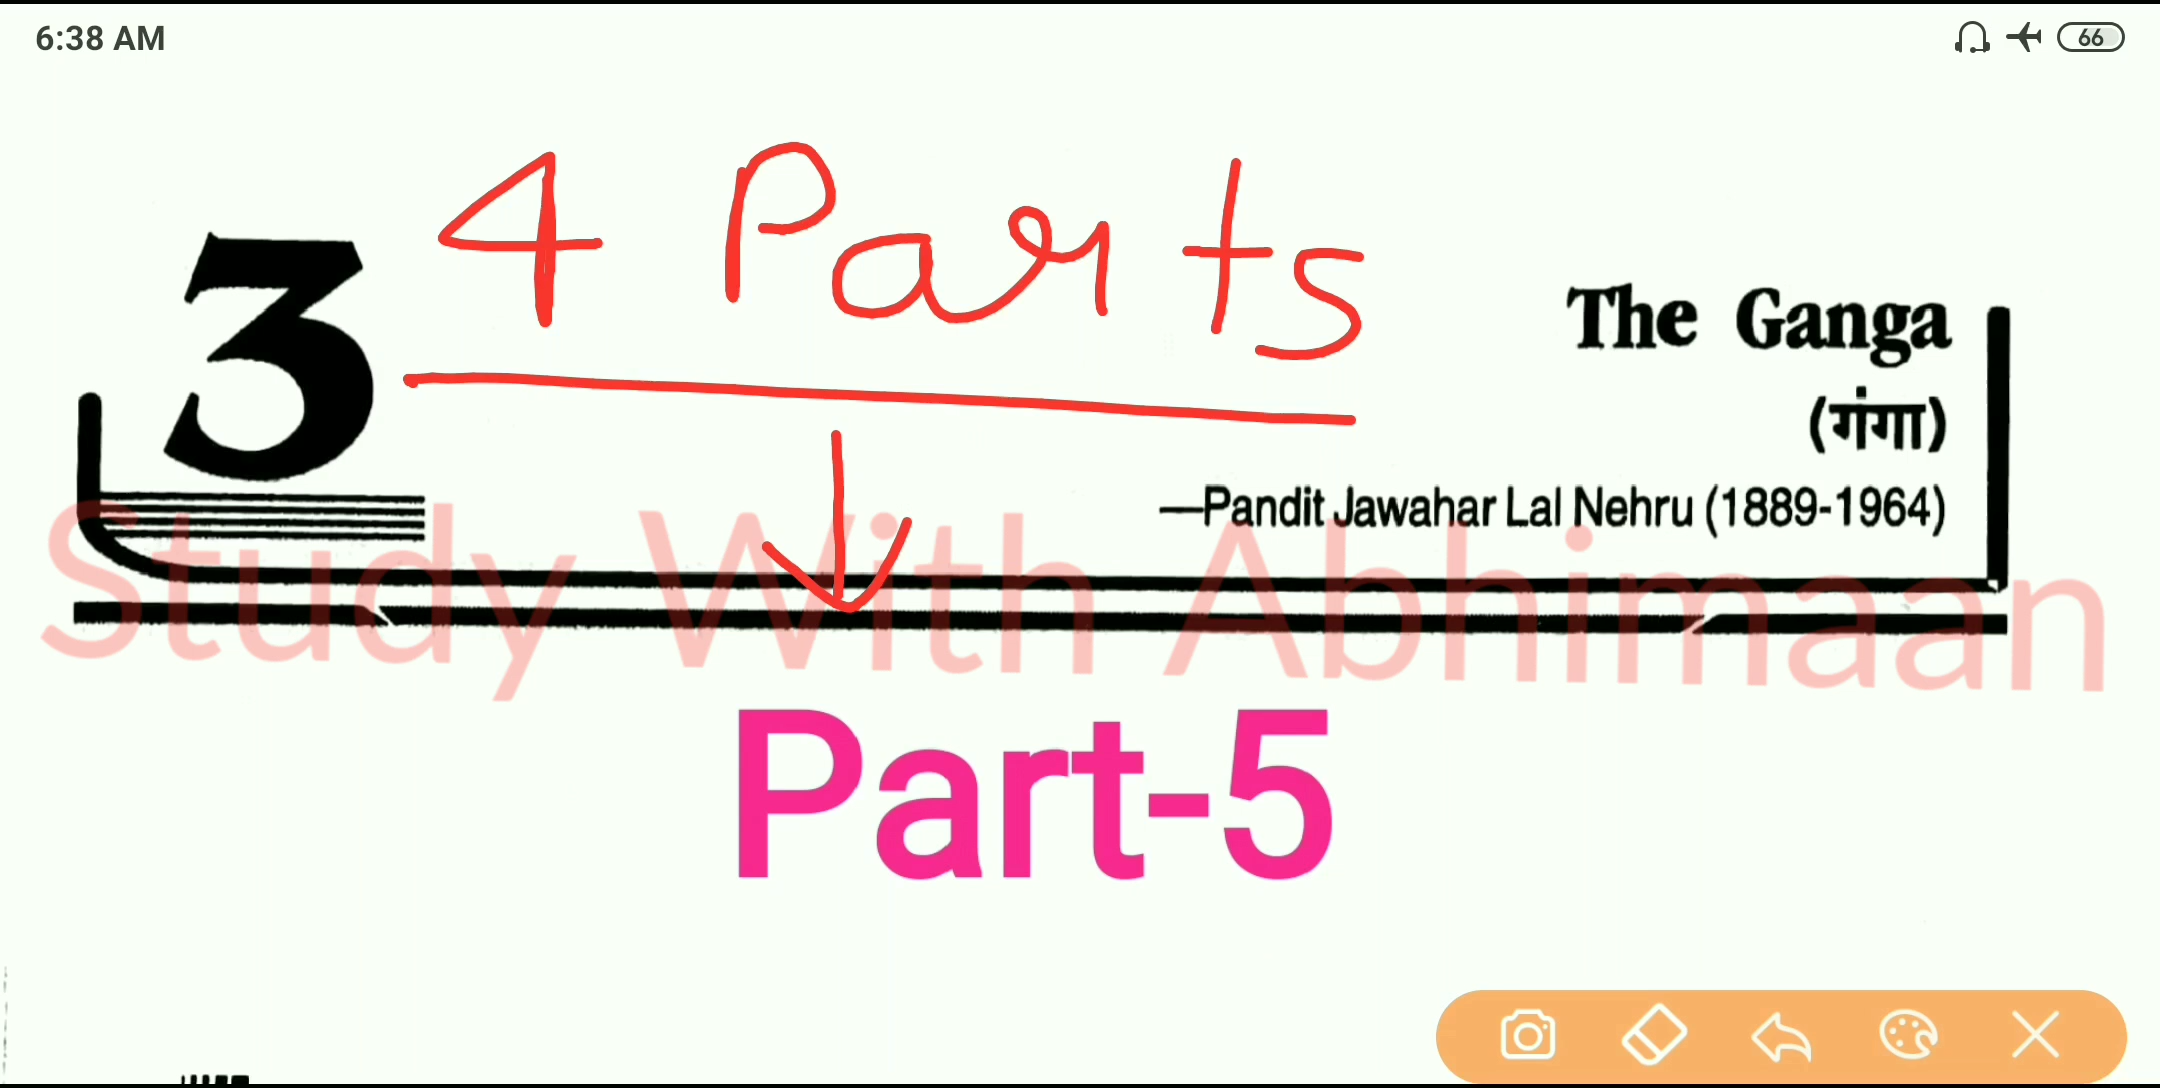 6:38 AM
66
4 Parts
3
The Ganga
(गंगा)
—Pandit Jawahar Lal Nehru (1889-1964)
Study With Abhimaan
Part-5